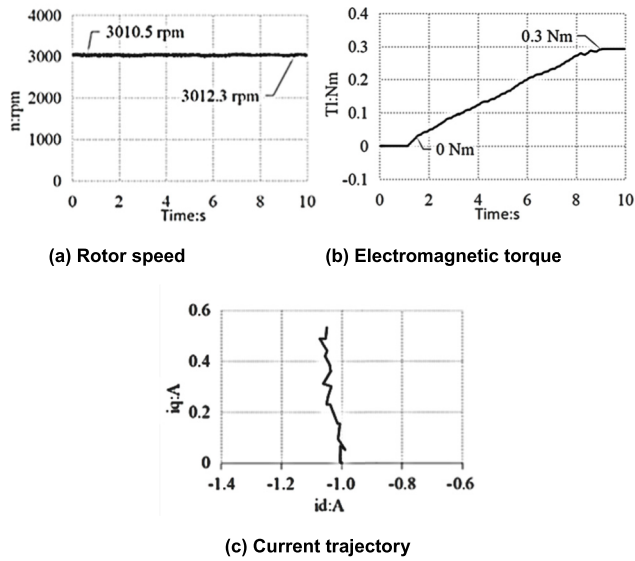 4000
3010.5 rpm
3000
3012.3 rpm
2000
1000
0
n:rpm
0 2 4 6 8 10
Time:s
(a) Rotor speed
0.4
0.3 Nm
0.3
0.2
0.1
0 Nm
0
-0.1
Tl:Nm
0 2 4 6 8 10
Time:s
(b) Electromagnetic torque
0.6
0.4
0.2
0
iq:A
-1.4 -1.2 -1.0 -0.8 -0.6
id:A
(c) Current trajectory